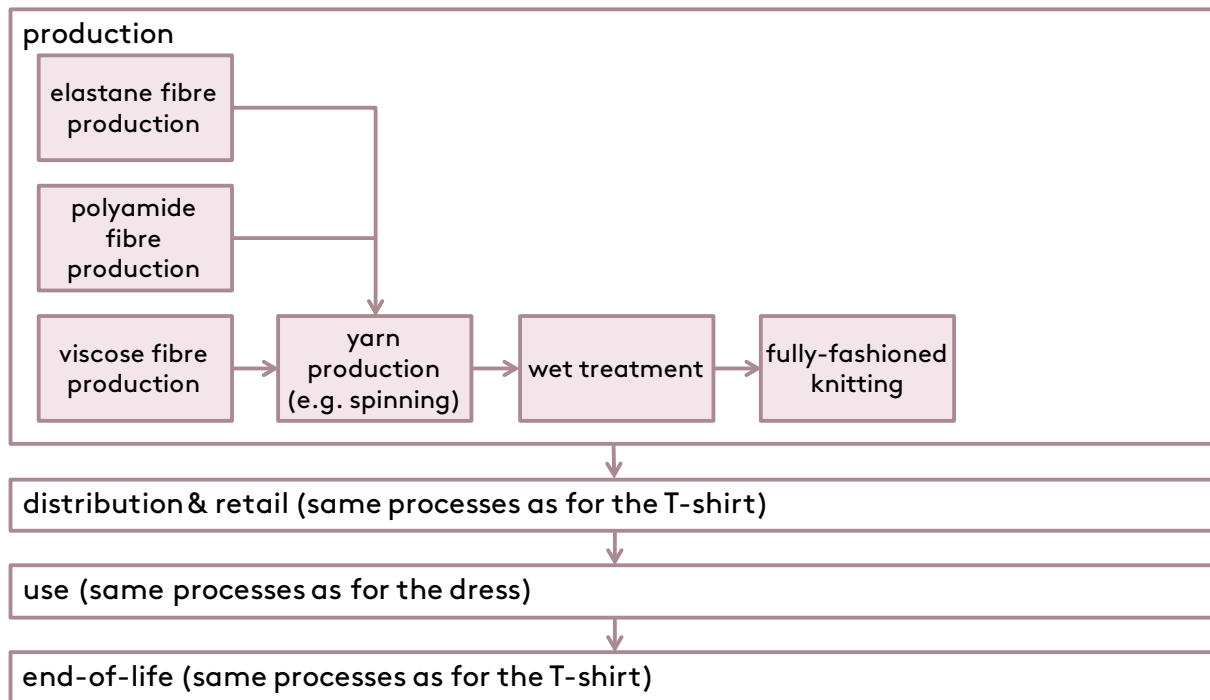 production
elastane fibre
production
polyamide
fibre
production
viscose fibre
production
yarn
production
(e.g. spinning)
wet treatment
fully-fashioned
knitting
distribution & retail (same processes as for the T-shirt)
use (same processes as for the dress)
end-of-life (same processes as for the T-shirt)